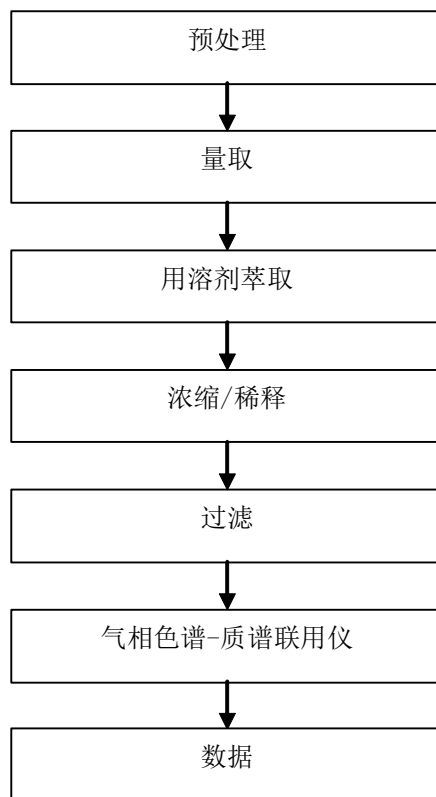 预处理
量取
用溶剂萃取
浓缩/稀释
过滤
气相色谱-质谱联用仪
数据